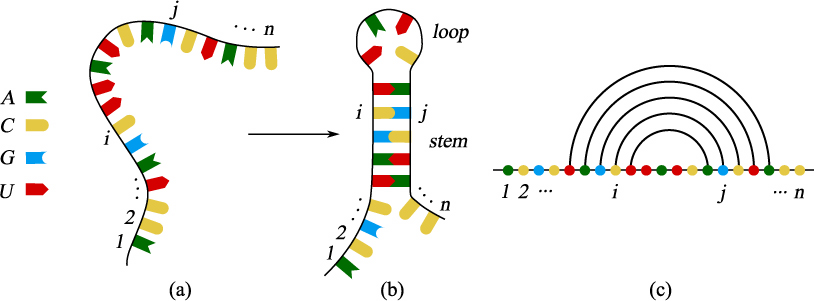 A
C
G
U
1
2
...
i
j
... n
(a)
1
2
...
i
j
loop
stem
... n
(b)
1 2 ... i j ... n
(c)